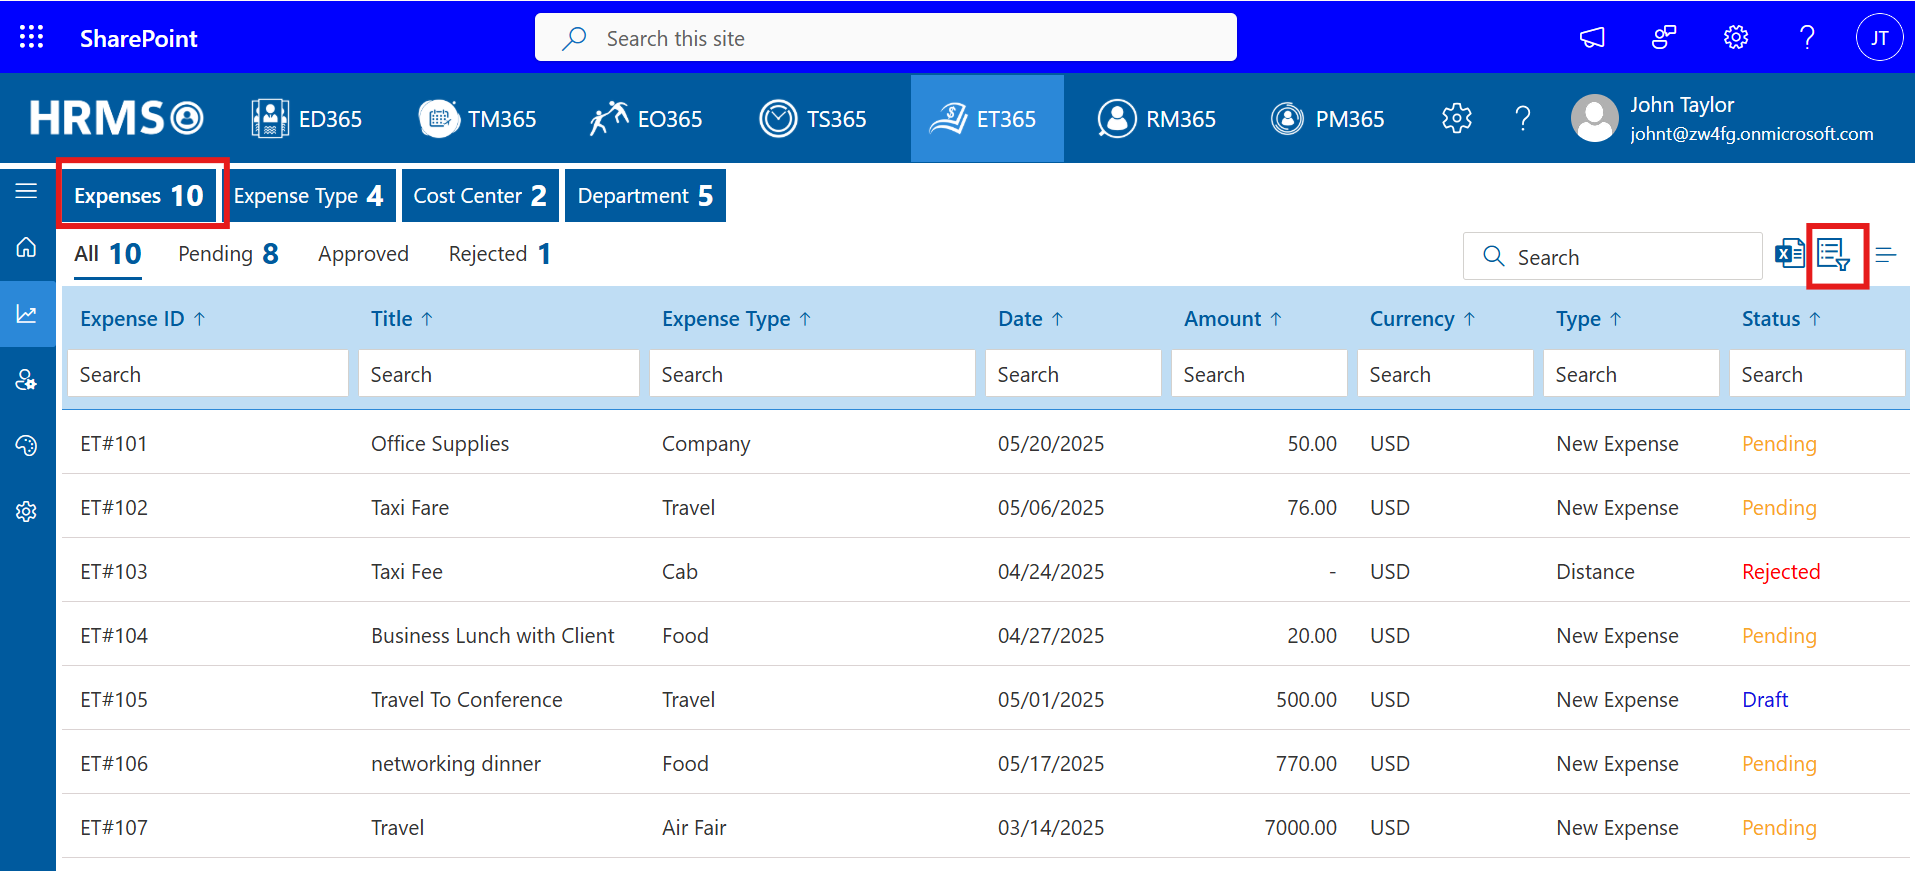 SharePoint Search this site JT
HRMS ED365 TM365 EO365 TS365 ET365 RM365 PM365 John Taylor
johnt@zw4fg.onmicrosoft.com
Expenses 10 Expense Type 4 Cost Center 2 Department 5
All 10 Pending 8 Approved Rejected 1 Search
Expense ID ↑ Title ↑ Expense Type ↑ Date ↑ Amount ↑ Currency ↑ Type ↑ Status ↑
Search Search Search Search Search Search Search Search
ET#101 Office Supplies Company 05/20/2025 50.00 USD New Expense Pending
ET#102 Taxi Fare Travel 05/06/2025 76.00 USD New Expense Pending
ET#103 Taxi Fee Cab 04/24/2025 - USD Distance Rejected
ET#104 Business Lunch with Client Food 04/27/2025 20.00 USD New Expense Pending
ET#105 Travel To Conference Travel 05/01/2025 500.00 USD New Expense Draft
ET#106 networking dinner Food 05/17/2025 770.00 USD New Expense Pending
ET#107 Travel Air Fair 03/14/2025 7000.00 USD New Expense Pending